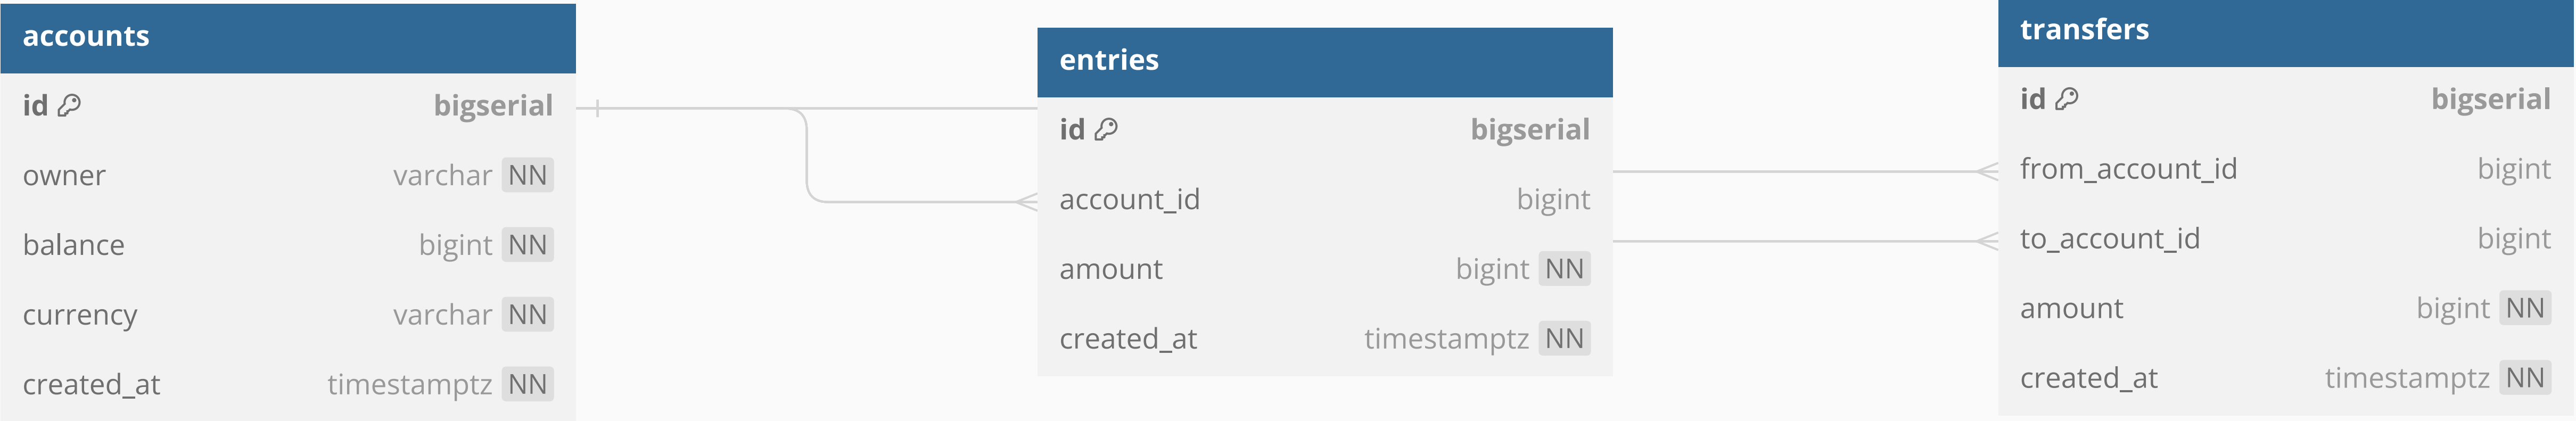 accounts
id bigserial
owner varchar NN
balance bigint NN
currency varchar NN
created_at timestamptz NN
entries
id bigserial
account_id bigint
amount bigint NN
created_at timestamptz NN
transfers
id bigserial
from_account_id bigint
to_account_id bigint
amount bigint NN
created_at timestamptz NN